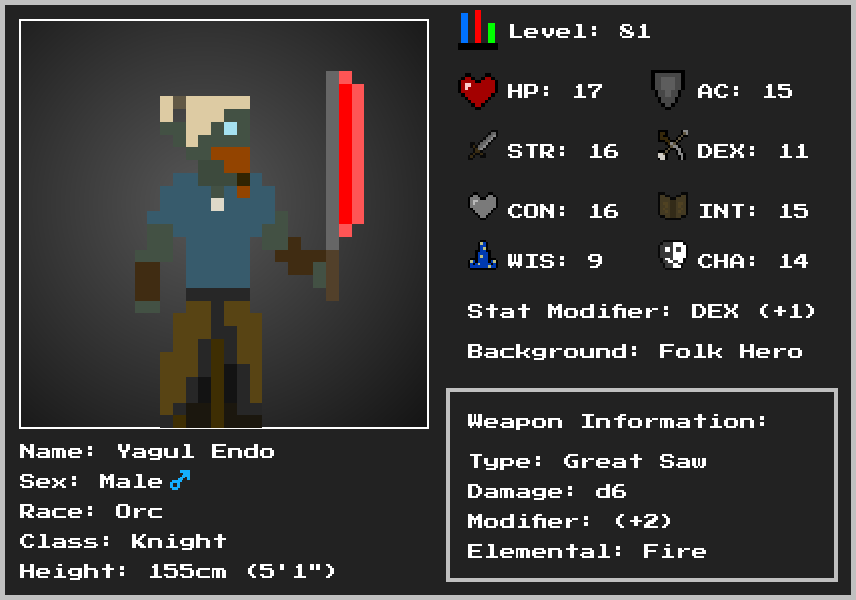 Level: 81
HP: 17 AC: 15
STR: 16 DEX: 11
CON: 16 INT: 15
WIS: 9 CHA: 14
Stat Modifier: DEX (+1)
Background: Folk Hero
Weapon Information:
Type: Great Saw
Damage: d6
Modifier: (+2)
Elemental: Fire
Name: Yagul Endo
Sex: Male♂
Race: Orc
Class: Knight
Height: 155cm (5'1")